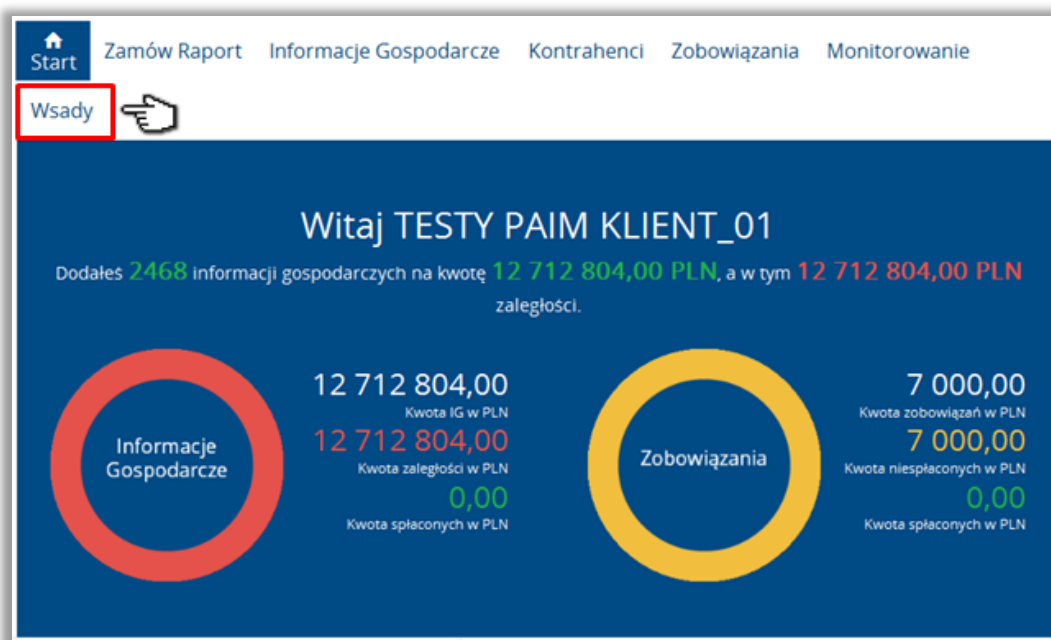 Start
Zamów Raport
Informacje Gospodarcze
Kontrahenci
Zobowiązania
Monitorowanie
Wsady
Witaj TESTY PAIM KLIENT_01
Dodałeś 2468 informacji gospodarczych na kwotę 12 712 804,00 PLN, a w tym 12 712 804,00 PLN
zaległości.
Informacje
Gospodarcze
12 712 804,00
Kwota IG w PLN
12 712 804,00
Kwota zaległości w PLN
0,00
Kwota spłaconych w PLN
Zobowiązania
7 000,00
Kwota zobowiązań w PLN
7 000,00
Kwota niespłaconych w PLN
0,00
Kwota spłaconych w PLN